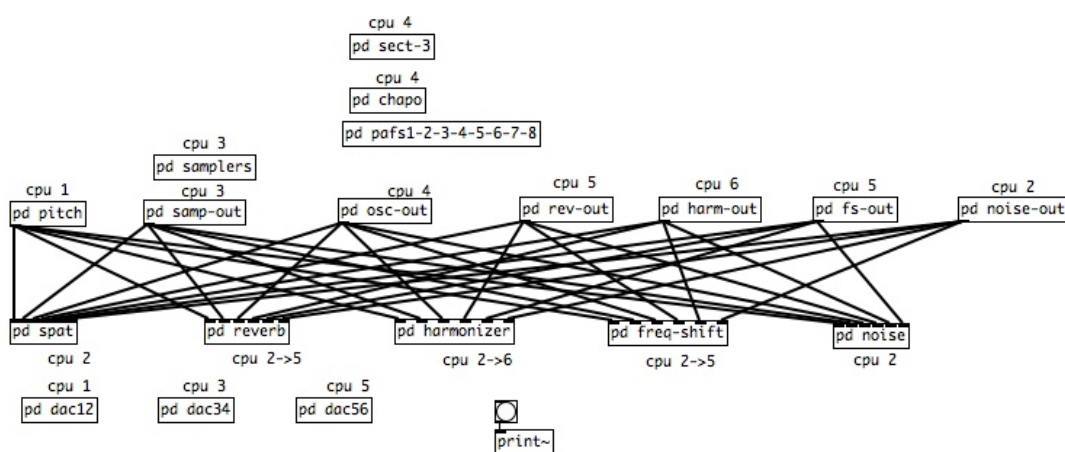 cpu 4
pd sect-3
cpu 4
pd chapo
pd pafs1-2-3-4-5-6-7-8
cpu 3
pd samplers
cpu 1
cpu 3
cpu 4
cpu 5
cpu 6
cpu 5
cpu 2
pd pitch
pd samp-out
pd osc-out
pd rev-out
pd harm-out
pd fs-out
pd noise-out
pd spat
pd reverb
pd harmonizer
pd freq-shift
pd noise
cpu 2
cpu 2->5
cpu 2->6
cpu 2->5
cpu 2
cpu 1
cpu 3
cpu 5
pd dac12
pd dac34
pd dac56
print~